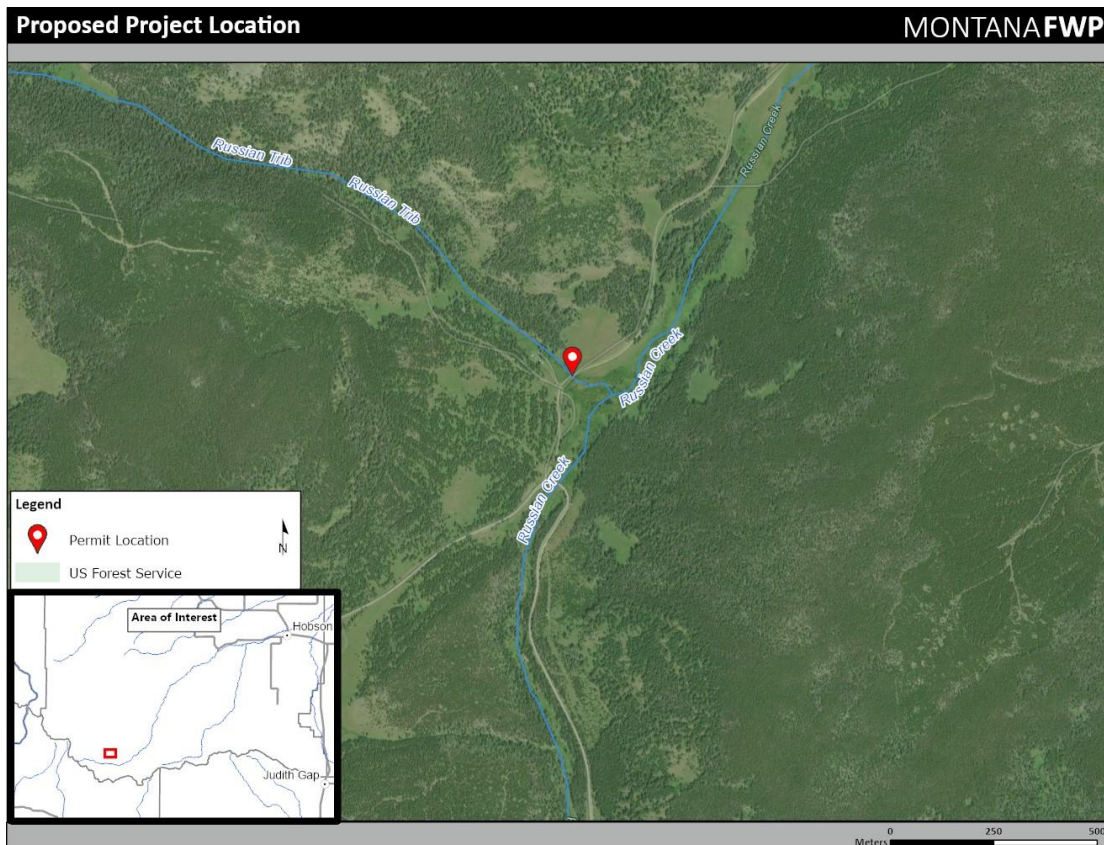 Proposed Project Location
MONTANA FWP
Russian Creek
Russian Trib
Russian Trib
Russian Creek
Russian Creek
Legend
Permit Location
N
US Forest Service
Area of Interest
Hobson
Judith Gap
0 250 500
Meters